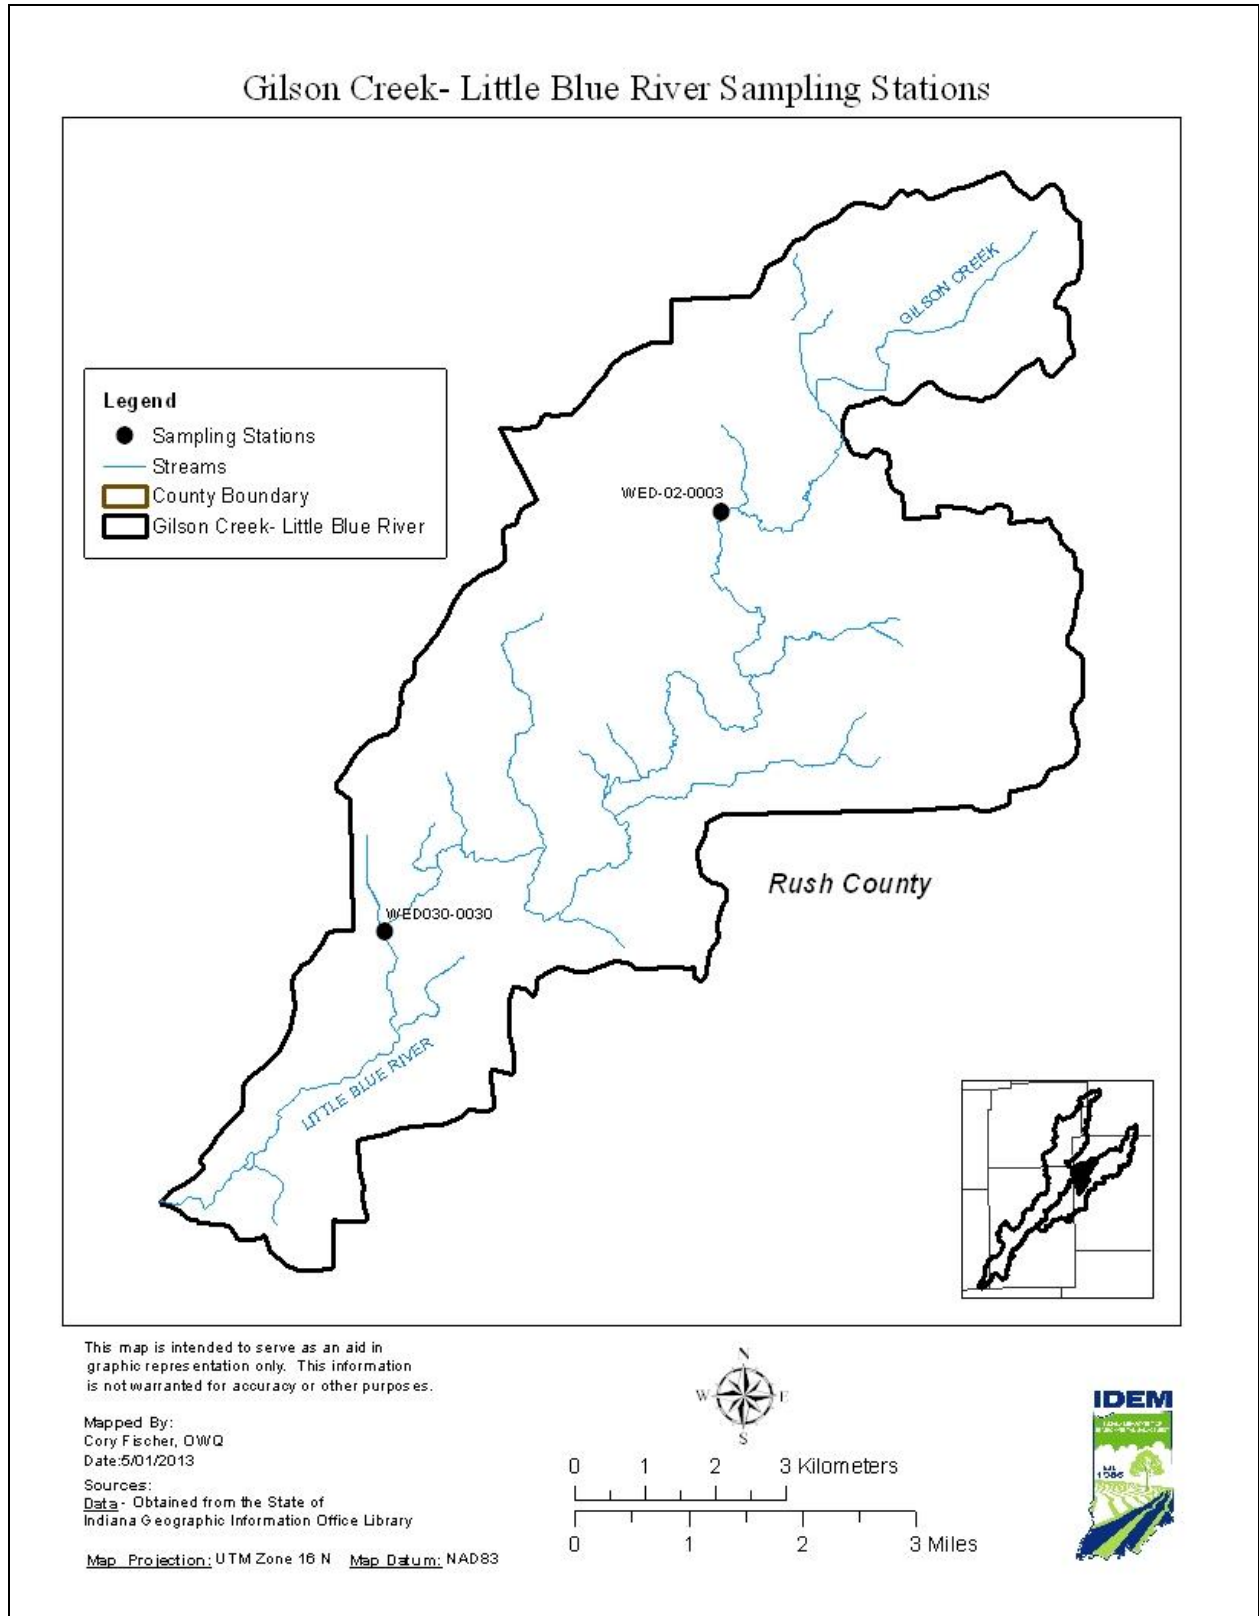 Gilson Creek- Little Blue River Sampling Stations
GILSON CREEK
Legend
Sampling Stations
Streams
County Boundary
Gilson Creek- Little Blue River
WED-02-0003
Rush County
WED030-0030
LITTLE BLUE RIVER
This map is intended to serve as an aid in
graphic representation only. This information
is not warranted for accuracy or other purposes.
Mapped By:
Cory Fischer, OWQ
Date:5/01/2013
Sources:
Data - Obtained from the State of
Indiana Geographic Information Office Library
Map Projection: UTM Zone 16 N Map Datum: NAD83
N
W E
S
0 1 2 3 Kilometers
0 1 2 3 Miles
IDEM
1986